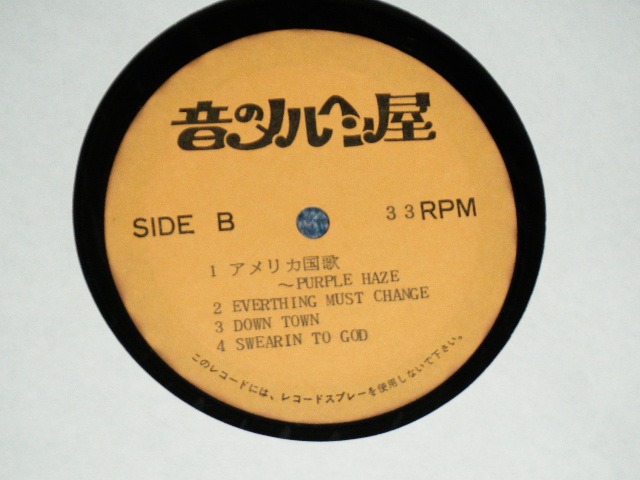 音のメルヘン屋
SIDE B
33 RPM
1 アメリカ国歌
～PURPLE HAZE
2 EVERTHING MUST CHANGE
3 DOWN TOWN
4 SWEARIN TO GOD
このレコードには、レコードスプレーを使用しないで下さい。